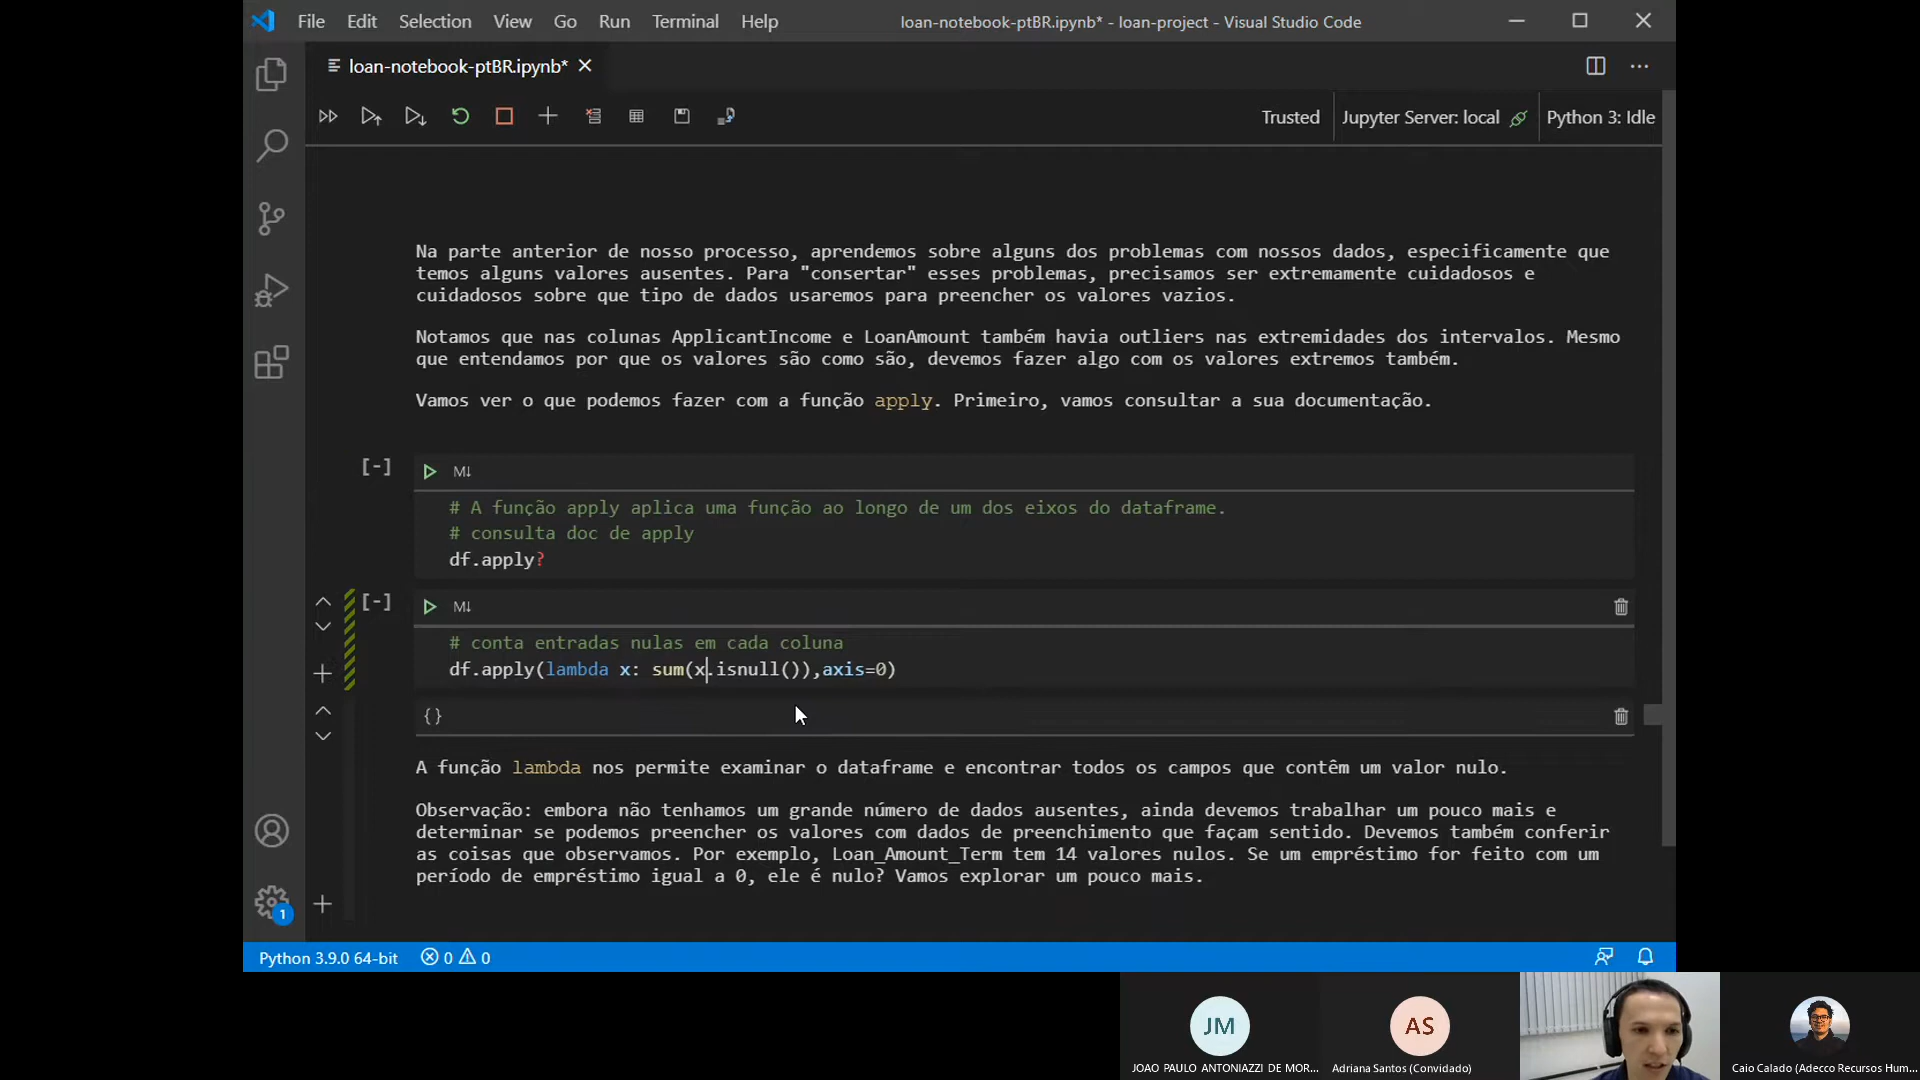 File Edit Selection View Go Run Terminal Help loan-notebook-ptBR.ipynb* - loan-project - Visual Studio Code
loan-notebook-ptBR.ipynb*
Trusted Jupyter Server: local Python 3: Idle
Na parte anterior de nosso processo, aprendemos sobre alguns dos problemas com nossos dados, especificamente que
temos alguns valores ausentes. Para "consertar" esses problemas, precisamos ser extremamente cuidadosos e
cuidadosos sobre que tipo de dados usaremos para preencher os valores vazios.
Notamos que nas colunas ApplicantIncome e LoanAmount também havia outliers nas extremidades dos intervalos. Mesmo
que entendamos por que os valores são como são, devemos fazer algo com os valores extremos também.
Vamos ver o que podemos fazer com a função apply. Primeiro, vamos consultar a sua documentação.
[-] M↓
# A função apply aplica uma função ao longo de um dos eixos do dataframe.
# consulta doc de apply
df.apply?
[-] M↓
# conta entradas nulas em cada coluna
df.apply(lambda x: sum(x.isnull()),axis=0)
{}
A função lambda nos permite examinar o dataframe e encontrar todos os campos que contêm um valor nulo.
Observação: embora não tenhamos um grande número de dados ausentes, ainda devemos trabalhar um pouco mais e
determinar se podemos preencher os valores com dados de preenchimento que façam sentido. Devemos também conferir
as coisas que observamos. Por exemplo, Loan_Amount_Term tem 14 valores nulos. Se um empréstimo for feito com um
período de empréstimo igual a 0, ele é nulo? Vamos explorar um pouco mais.
1
Python 3.9.0 64-bit 0 0
JM AS
JOAO PAULO ANTONIAZZI DE MOR... Adriana Santos (Convidado) Caio Calado (Adecco Recursos Hum...